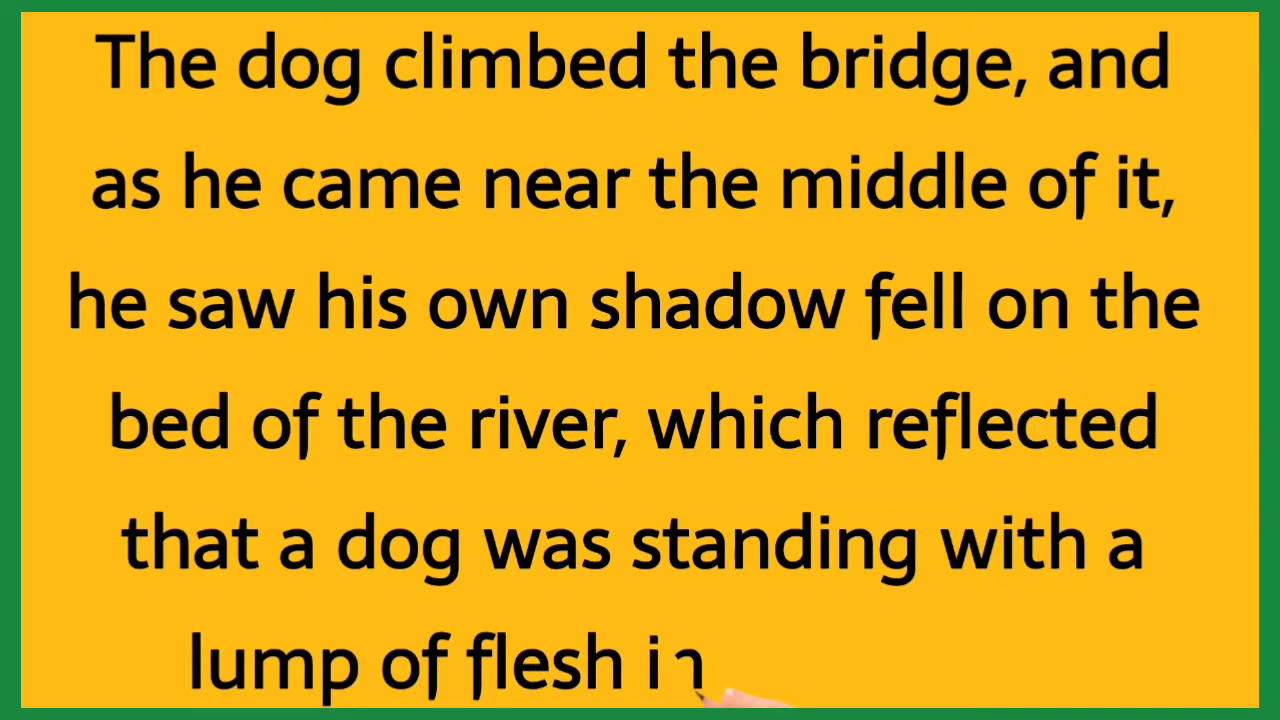 The dog climbed the bridge, and
as he came near the middle of it,
he saw his own shadow fell on the
bed of the river, which reflected
that a dog was standing with a
lump of flesh in